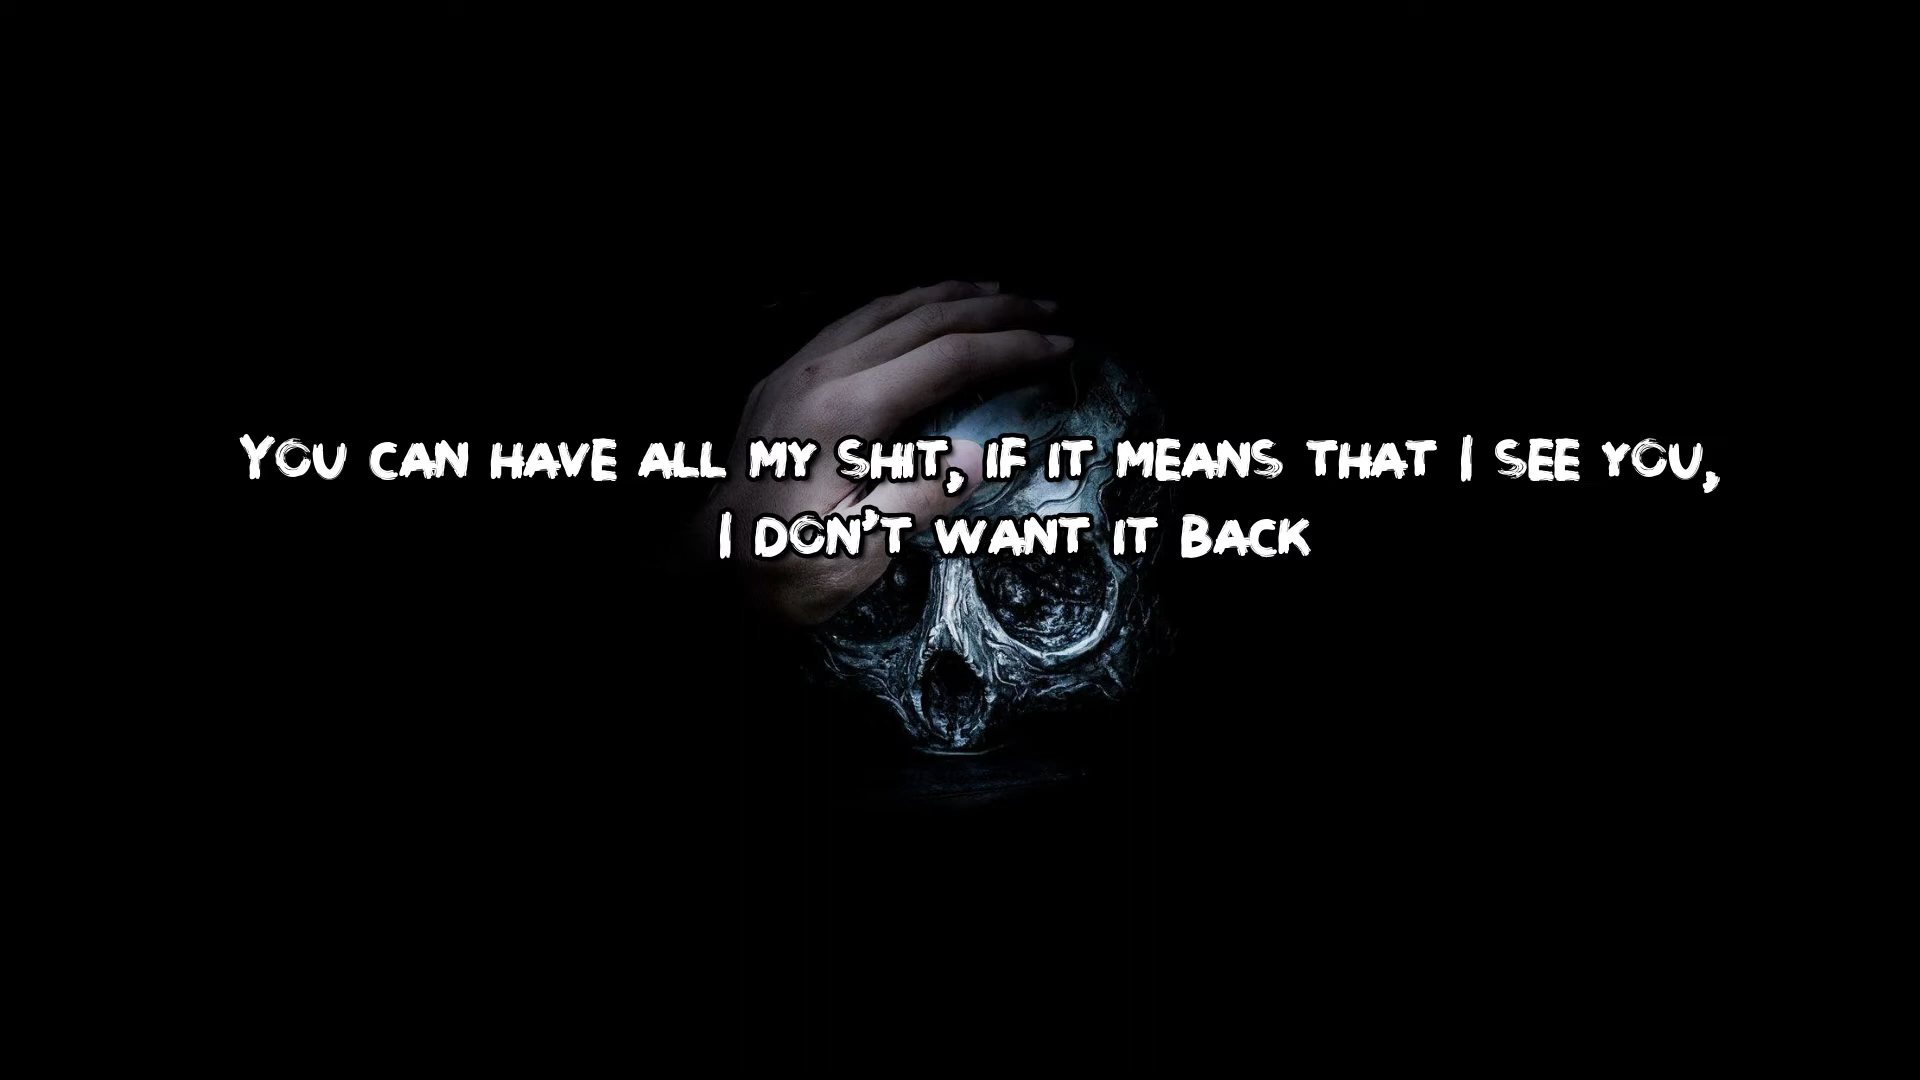 You can have all my shit, if it means that I see you,
I don't want it back